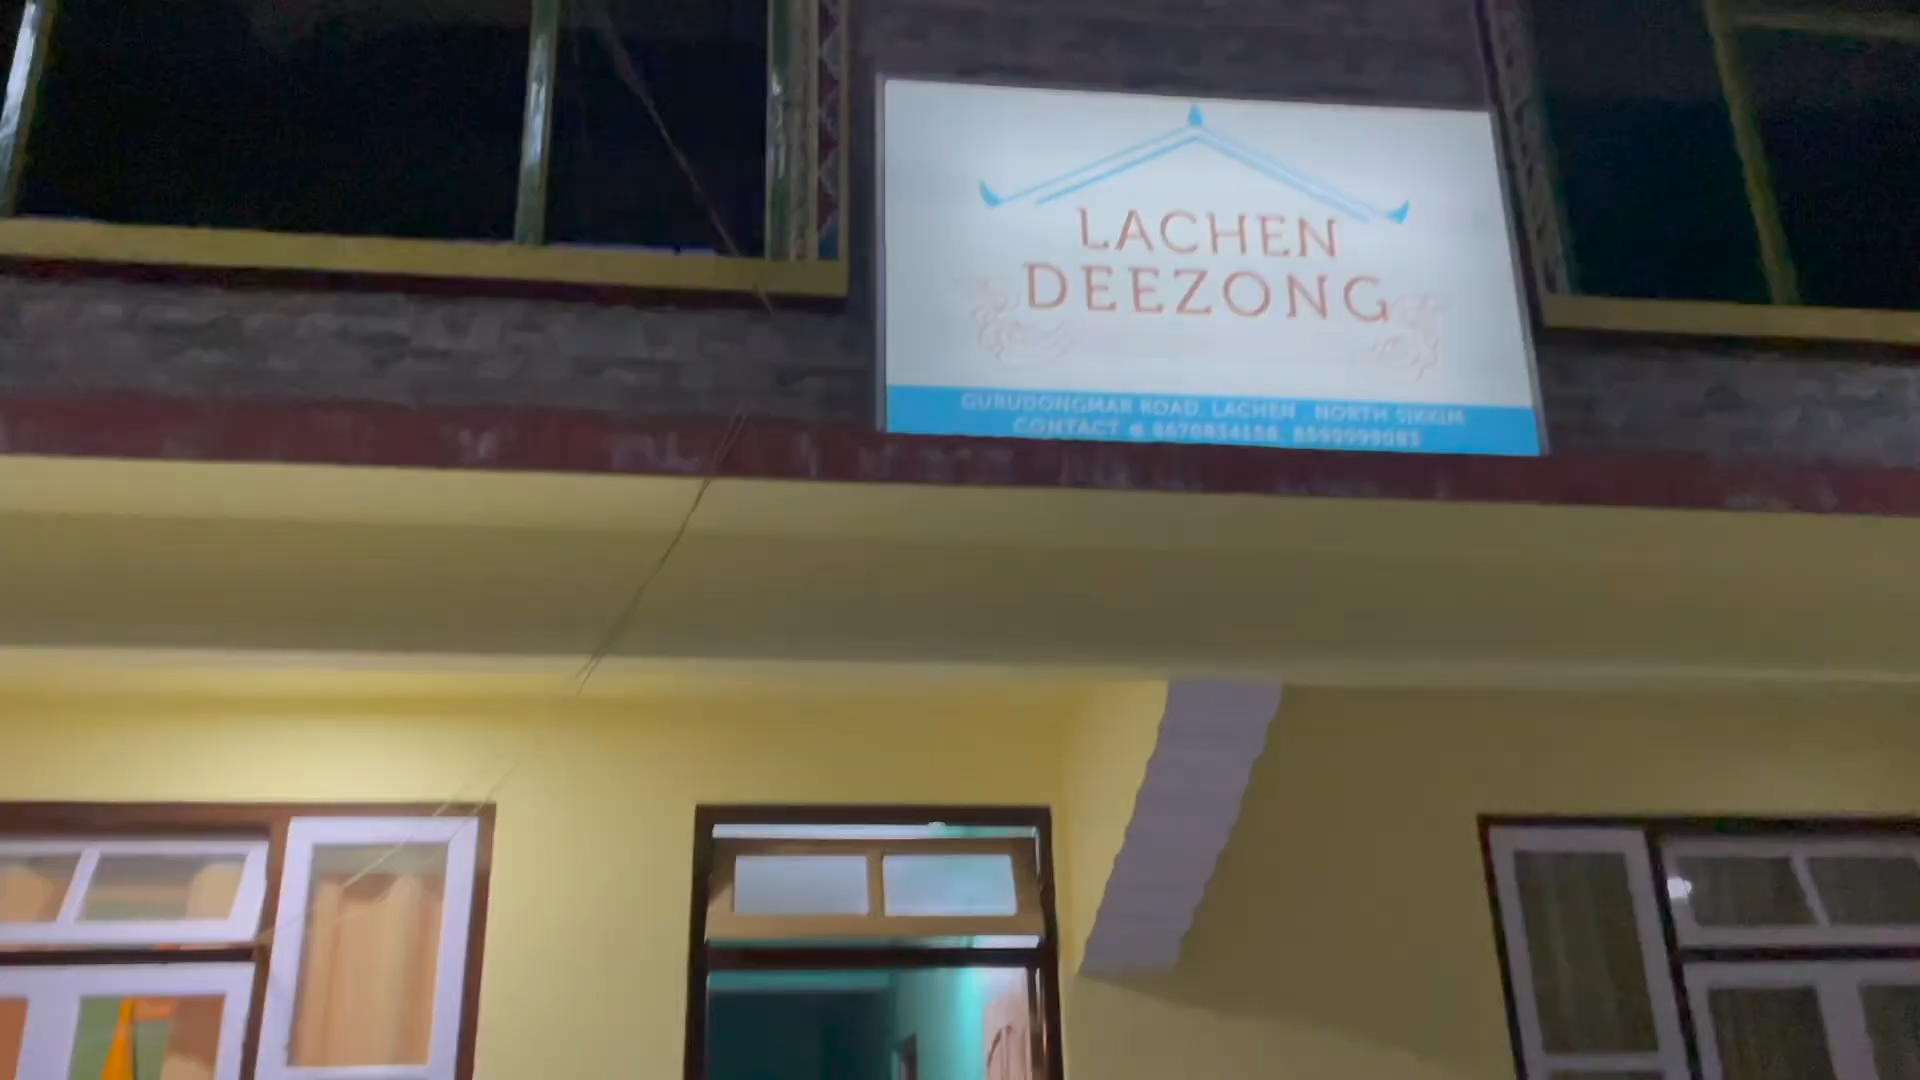 LACHEN
DEEZONG
GURUDONGMAR ROAD, LACHEN , NORTH SIKKIM
CONTACT @